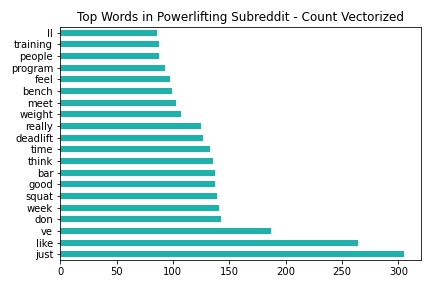 Top Words in Powerlifting Subreddit - Count Vectorized
ll
training
people
program
feel
bench
meet
weight
really
deadlift
time
think
bar
good
squat
week
don
ve
like
just
0 50 100 150 200 250 300